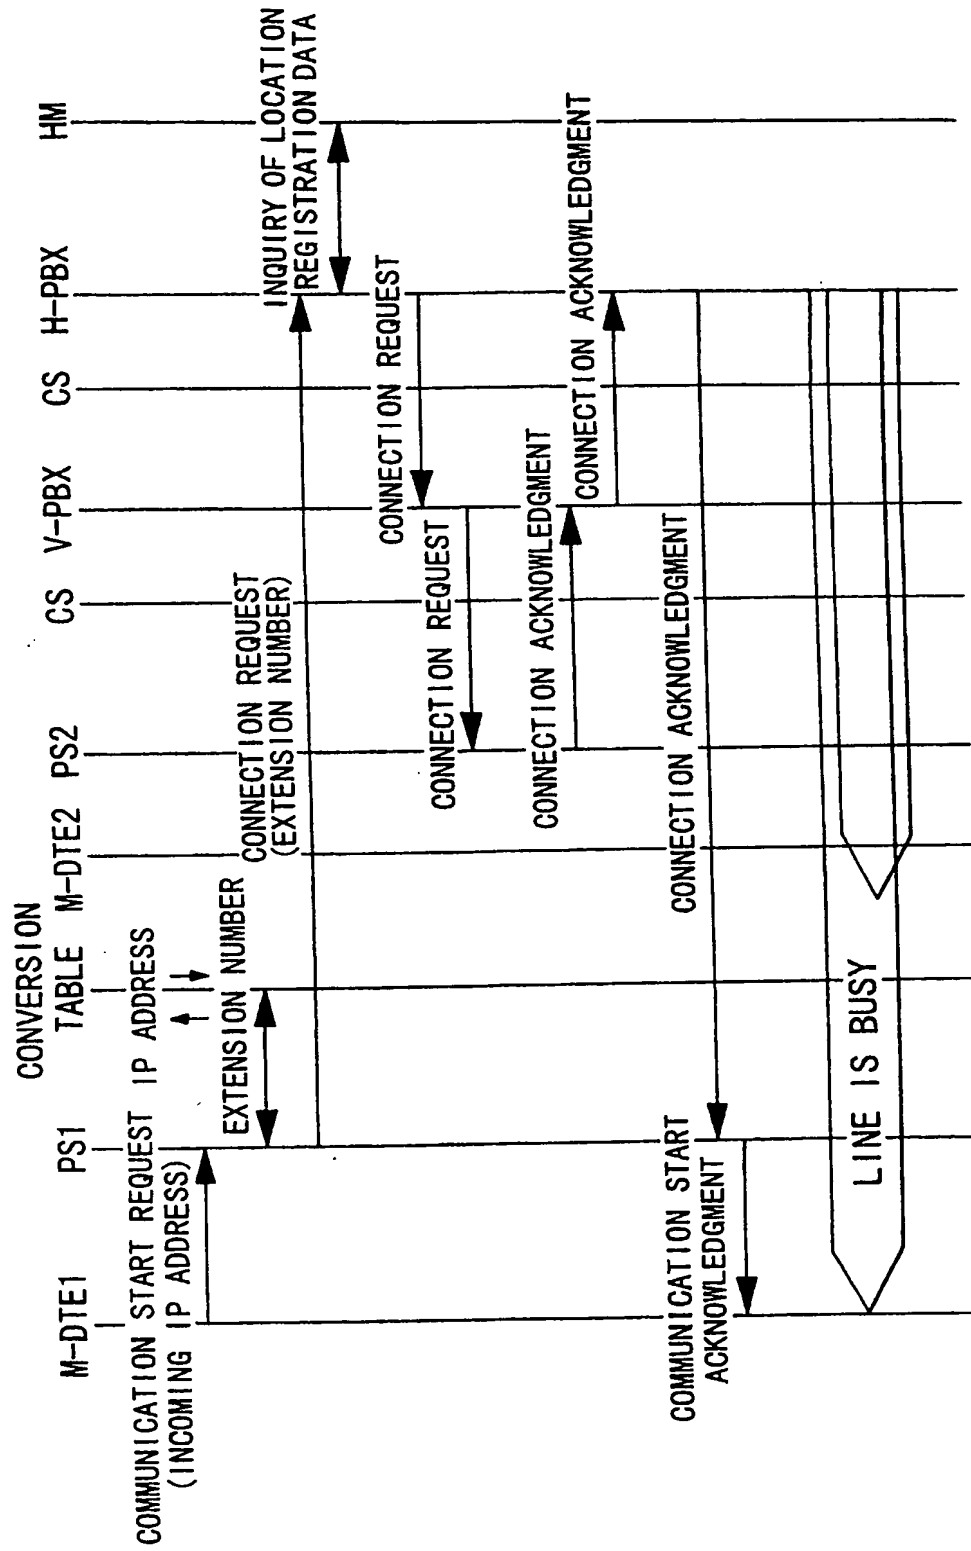 M-DTE1
PS1
CONVERSION
TABLE
M-DTE2
PS2
CS
V-PBX
CS
H-PBX
HM
COMMUNICATION START REQUEST
(INCOMING IP ADDRESS)
IP ADDRESS
EXTENSION NUMBER
CONNECTION REQUEST
(EXTENSION NUMBER)
INQUIRY OF LOCATION
REGISTRATION DATA
CONNECTION REQUEST
CONNECTION REQUEST
CONNECTION ACKNOWLEDGMENT
CONNECTION ACKNOWLEDGMENT
CONNECTION ACKNOWLEDGMENT
COMMUNICATION START
ACKNOWLEDGMENT
LINE IS BUSY